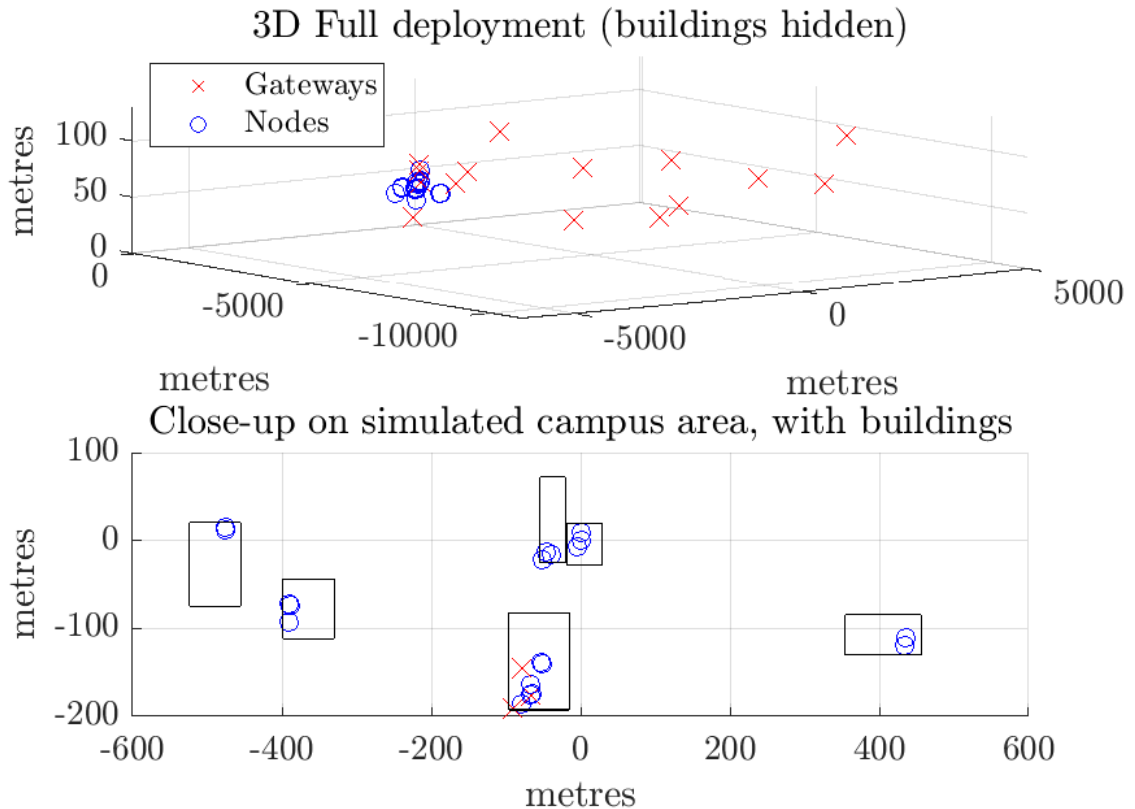 3D Full deployment (buildings hidden)
Gateways
Nodes
100
50
0
metres
0
-5000
-10000
metres
-5000
0
5000
metres
Close-up on simulated campus area, with buildings
100
0
-100
-200
metres
-600
-400
-200
0
200
400
600
metres